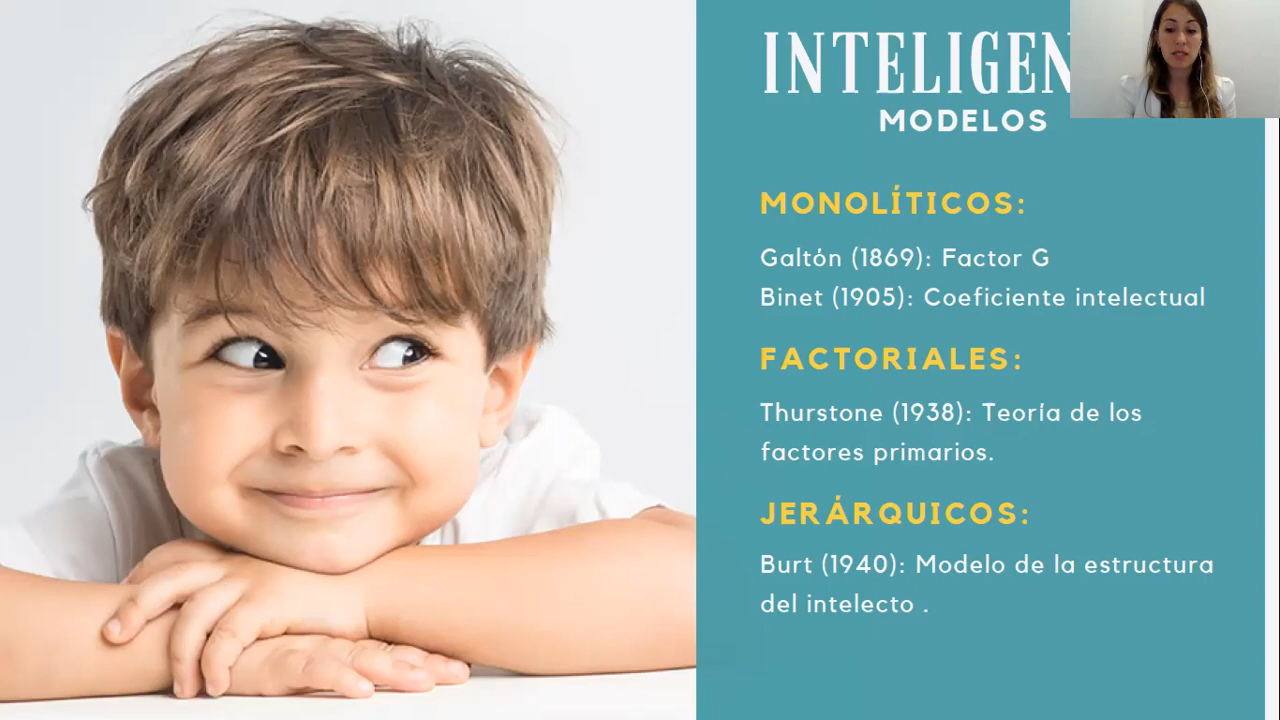 INTELIGEN
MODELOS
MONOLÍTICOS:
Galtón (1869): Factor G
Binet (1905): Coeficiente intelectual
FACTORIALES:
Thurstone (1938): Teoría de los
factores primarios.
JERÁRQUICOS:
Burt (1940): Modelo de la estructura
del intelecto .